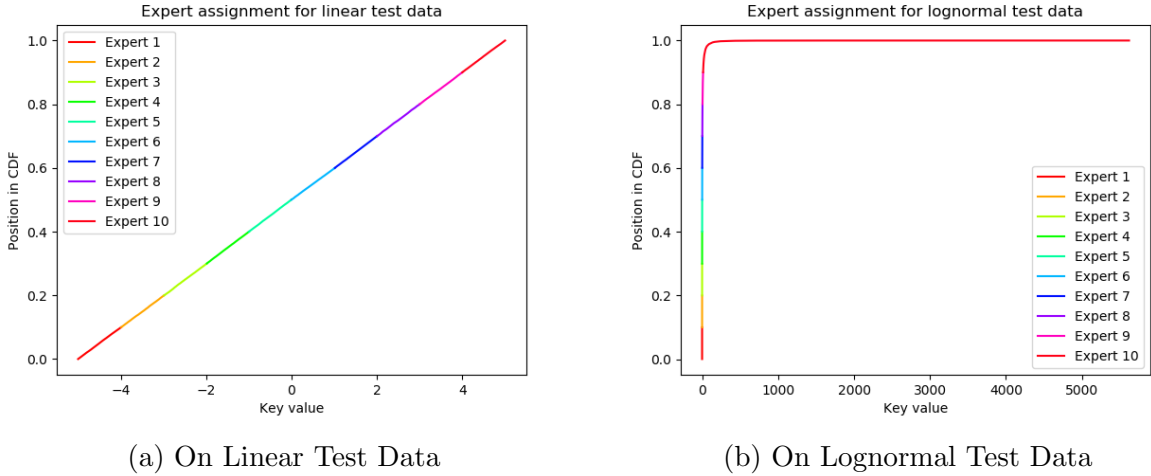 Expert assignment for linear test data
1.0
0.8
0.6
0.4
0.2
0.0
Position in CDF
Expert 1
Expert 2
Expert 3
Expert 4
Expert 5
Expert 6
Expert 7
Expert 8
Expert 9
Expert 10
−4
−2
0
2
4
Key value
(a) On Linear Test Data
Expert assignment for lognormal test data
1.0
0.8
0.6
0.4
0.2
0.0
Position in CDF
Expert 1
Expert 2
Expert 3
Expert 4
Expert 5
Expert 6
Expert 7
Expert 8
Expert 9
Expert 10
0
1000
2000
3000
4000
5000
Key value
(b) On Lognormal Test Data